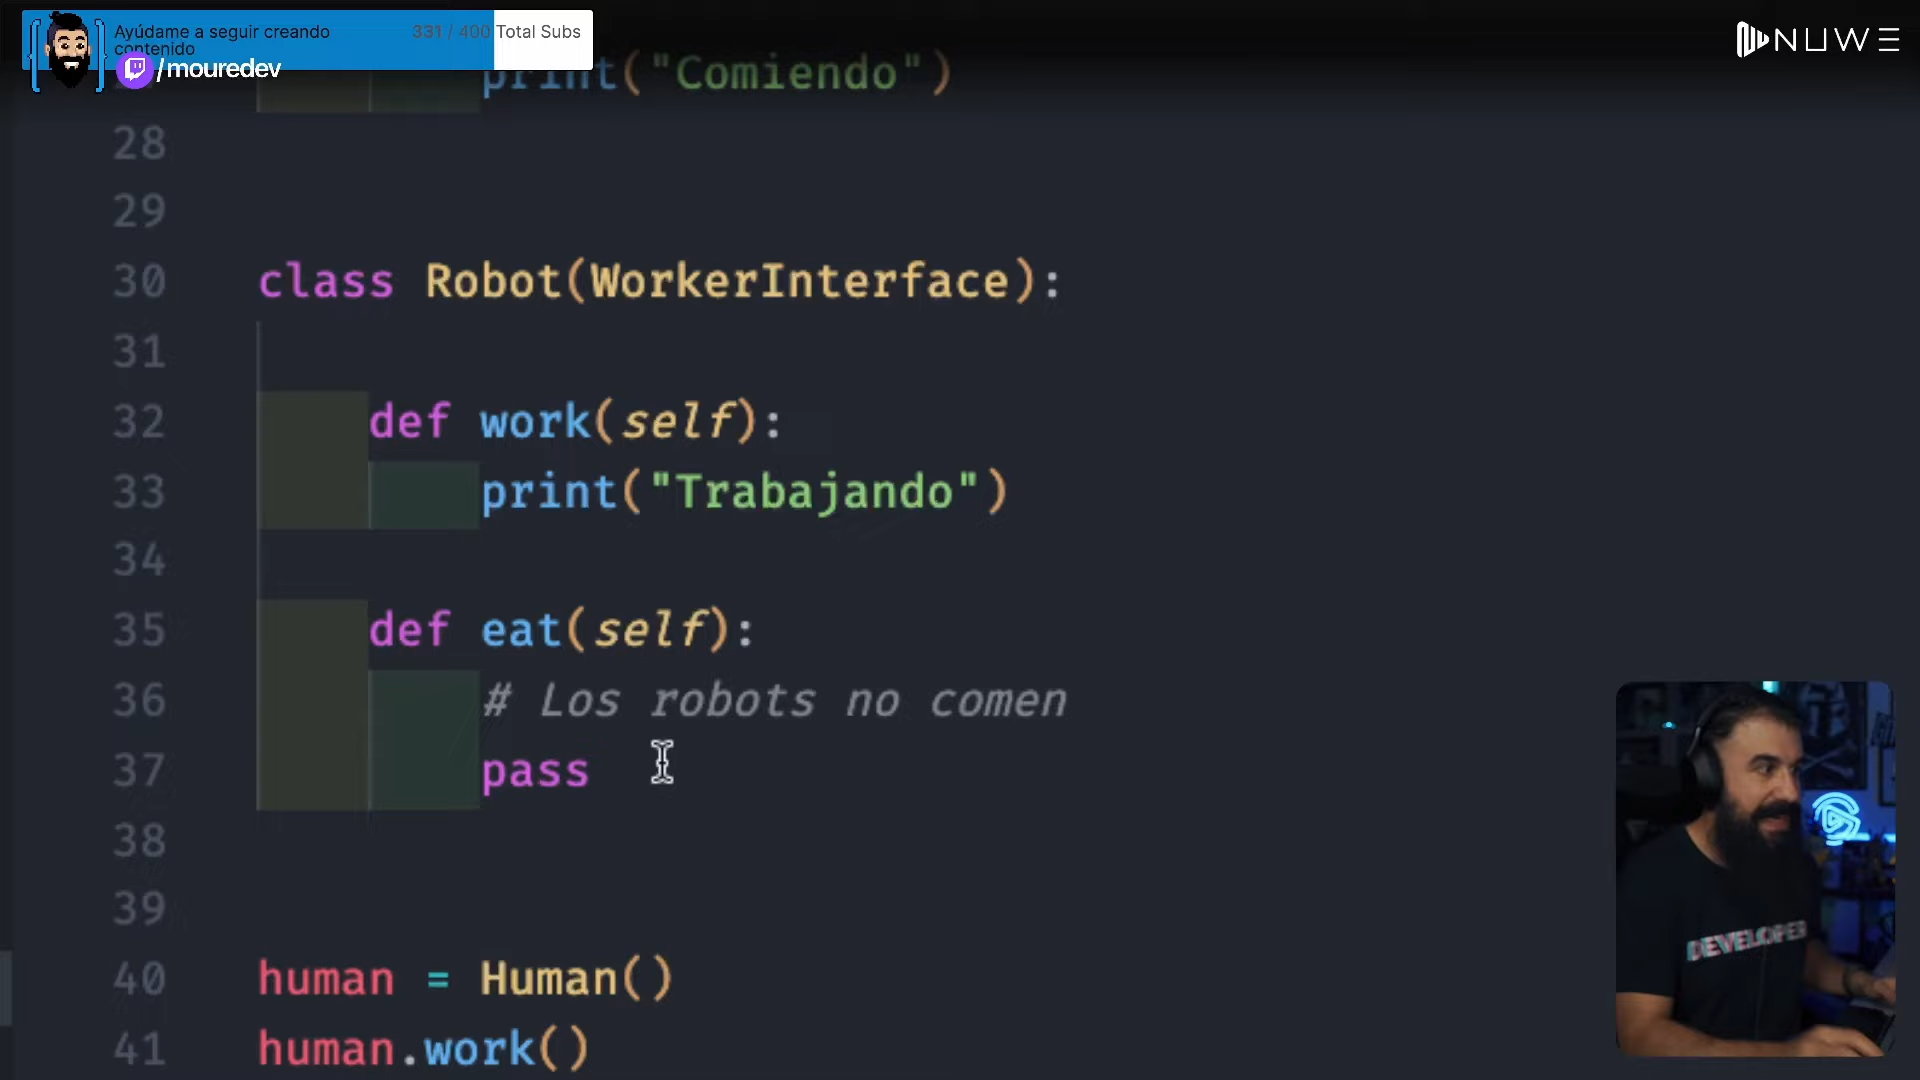 Ayúdame a seguir creando
contenido
331 / 400 Total Subs
/mouredev
NUWE
print("Comiendo")
28
29
30 class Robot(WorkerInterface):
31
32 def work(self):
33 print("Trabajando")
34
35 def eat(self):
36 # Los robots no comen
37 pass
38
39
40 human = Human()
41 human.work()
DEVELOPER